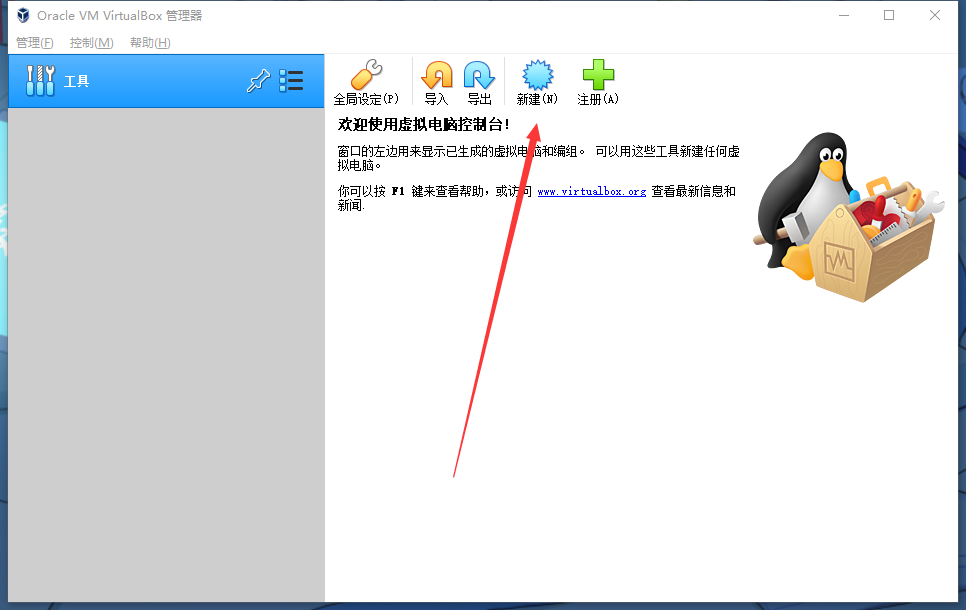 Oracle VM VirtualBox 管理器
管理(F) 控制(M) 帮助(H)
工具
全局设定(P) 导入 导出 新建(N) 注册(A)
欢迎使用虚拟电脑控制台!
窗口的左边用来显示已生成的虚拟电脑和编组。 可以用这些工具新建任何虚
拟电脑。
你可以按 F1 键来查看帮助，或访问 www.virtualbox.org 查看最新信息和
新闻.